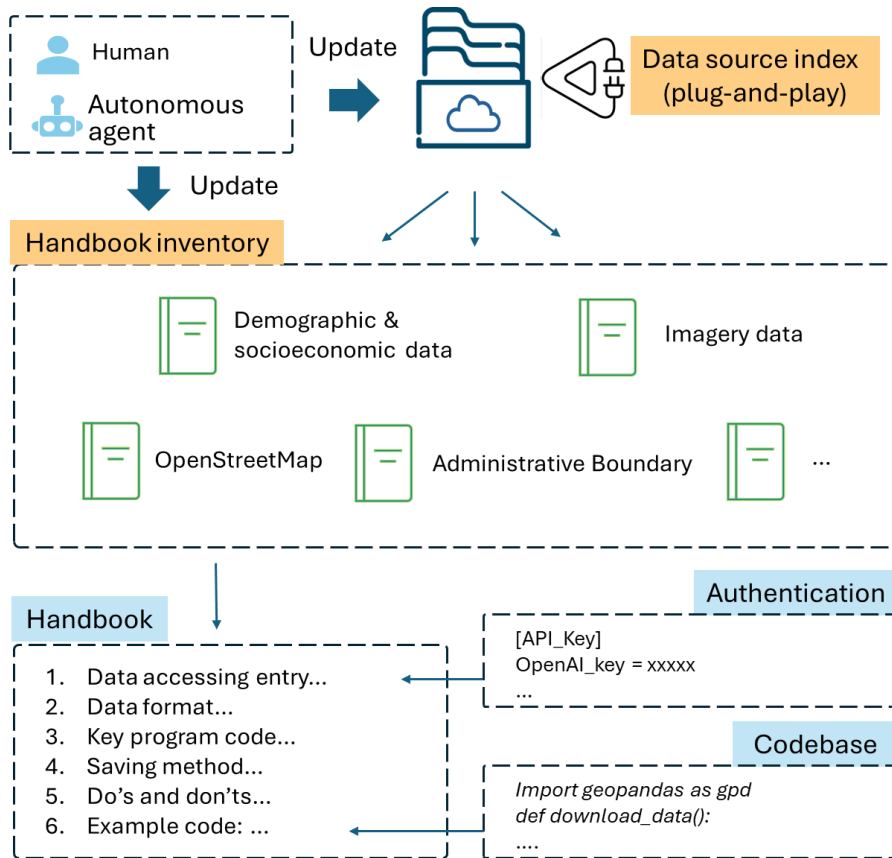 Human
Autonomous
agent
Update
Data source index
(plug-and-play)
Update
Handbook inventory
Demographic &
socioeconomic data
Imagery data
OpenStreetMap
Administrative Boundary
...
Handbook
1. Data accessing entry...
2. Data format...
3. Key program code...
4. Saving method...
5. Do's and don'ts...
6. Example code: ...
Authentication
[API_Key]
OpenAI_key = xxxxx
...
Codebase
Import geopandas as gpd
def download_data():
....